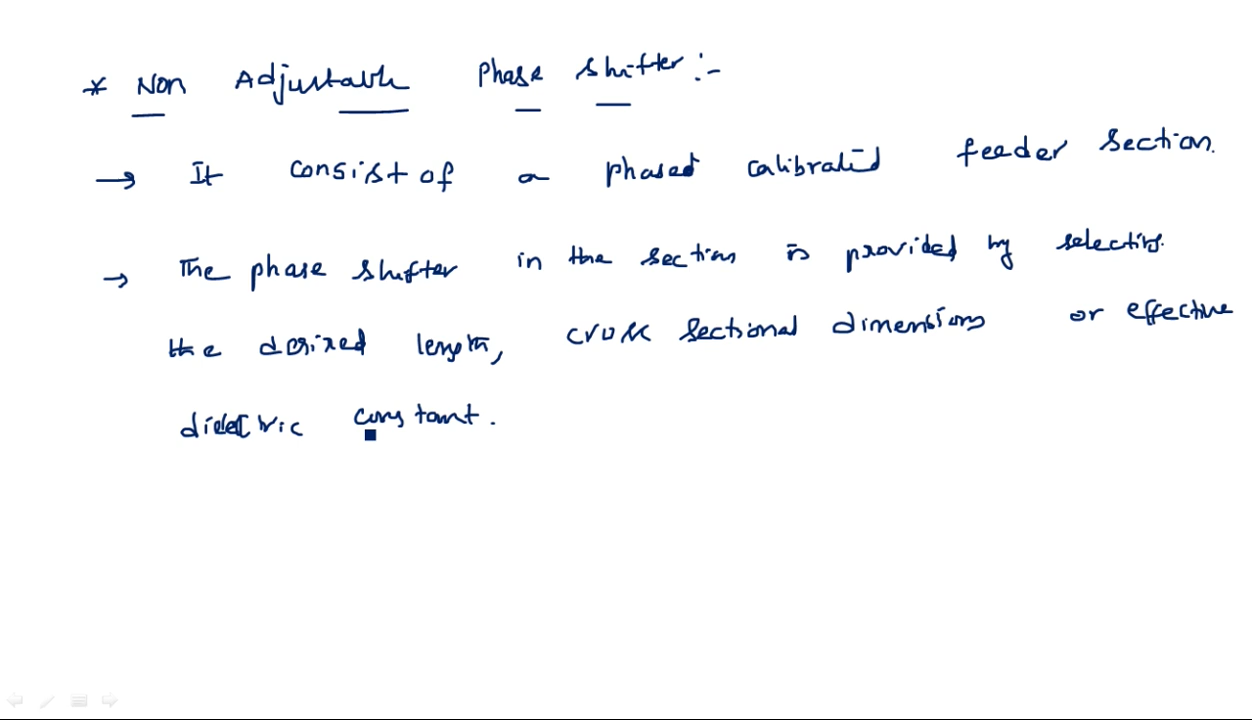 * Non Adjustable Phase shifter :-
→ It consist of a phased calibrated feeder section.
→ The phase shifter in the section is provided by selecting
the desired length, cross sectional dimensions or effective
dielectric constant.